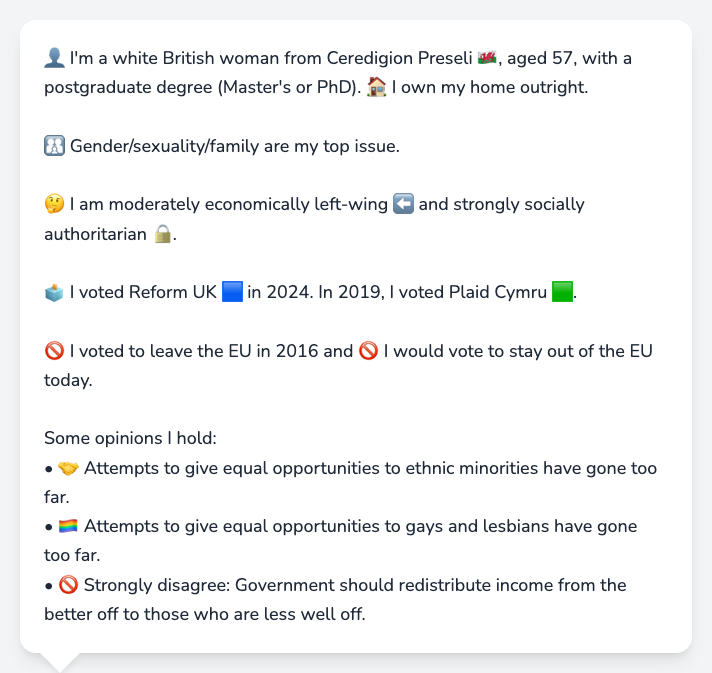 👤 I'm a white British woman from Ceredigion Preseli 🏴󠁧󠁢󠁷󠁬󠁳󠁿, aged 57, with a
postgraduate degree (Master's or PhD). 🏠 I own my home outright.
🚻 Gender/sexuality/family are my top issue.
🤔 I am moderately economically left-wing ⬅️ and strongly socially
authoritarian 🔒.
🗳️ I voted Reform UK 🟦 in 2024. In 2019, I voted Plaid Cymru 🟩.
🚫 I voted to leave the EU in 2016 and 🚫 I would vote to stay out of the EU
today.
Some opinions I hold:
• 🤝 Attempts to give equal opportunities to ethnic minorities have gone too
far.
• 🏳️‍🌈 Attempts to give equal opportunities to gays and lesbians have gone
too far.
• 🚫 Strongly disagree: Government should redistribute income from the
better off to those who are less well off.